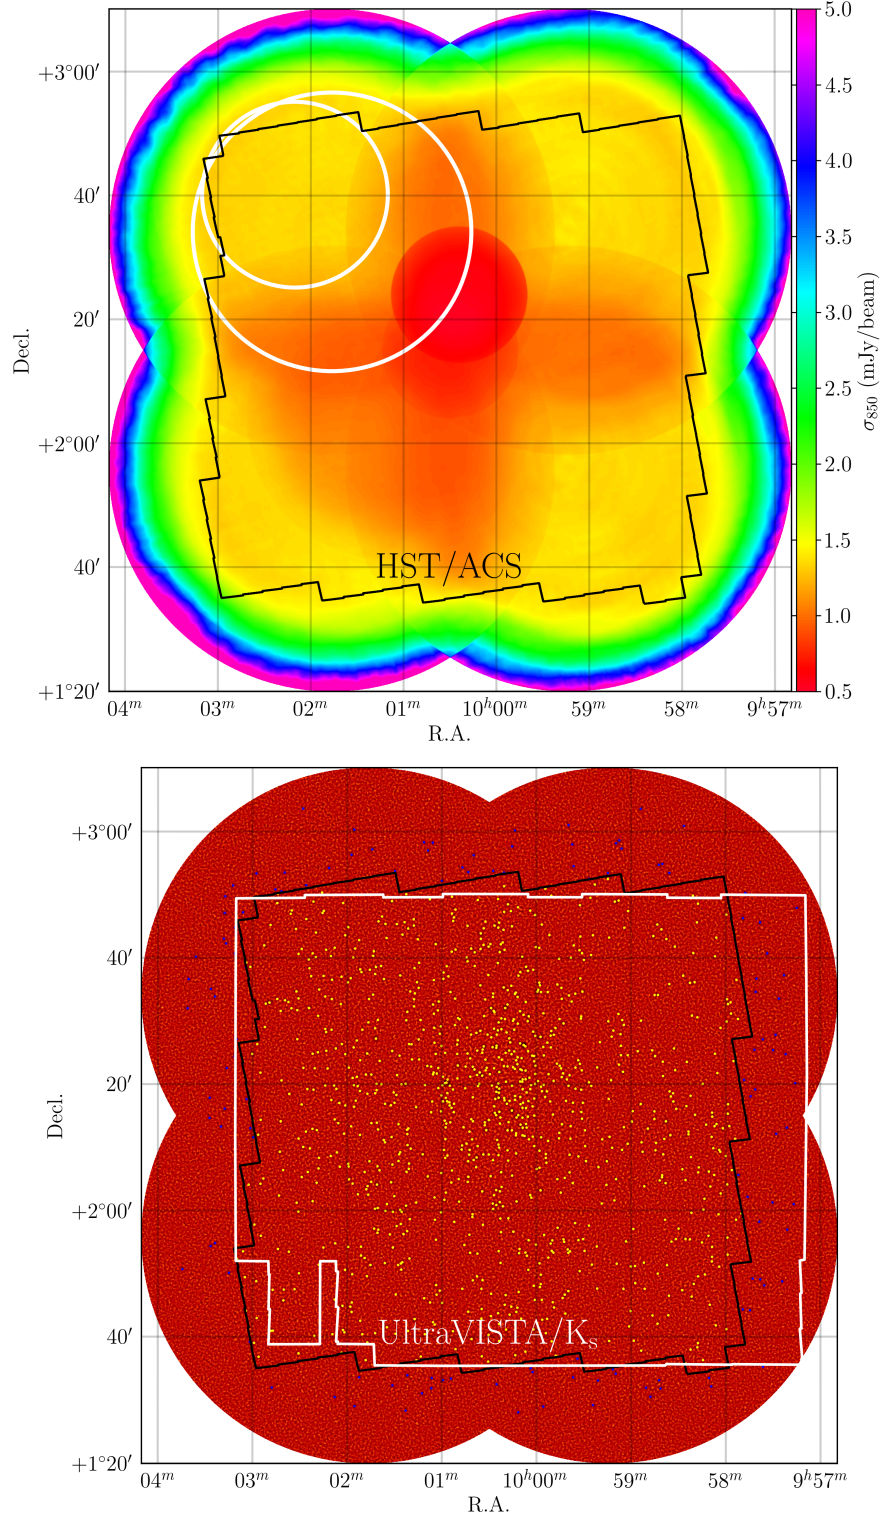 +3°00′
40′
20′
+2°00′
40′
+1°20′
Decl.
HST/ACS
04ᵐ 03ᵐ 02ᵐ 01ᵐ 10ʰ00ᵐ 59ᵐ 58ᵐ 9ʰ57ᵐ
R.A.
5.0
4.5
4.0
3.5
3.0
2.5
2.0
1.5
1.0
0.5
σ₈₅₀ (mJy/beam)
+3°00′
40′
20′
+2°00′
40′
+1°20′
Decl.
UltraVISTA/Kₛ
04ᵐ 03ᵐ 02ᵐ 01ᵐ 10ʰ00ᵐ 59ᵐ 58ᵐ 9ʰ57ᵐ
R.A.